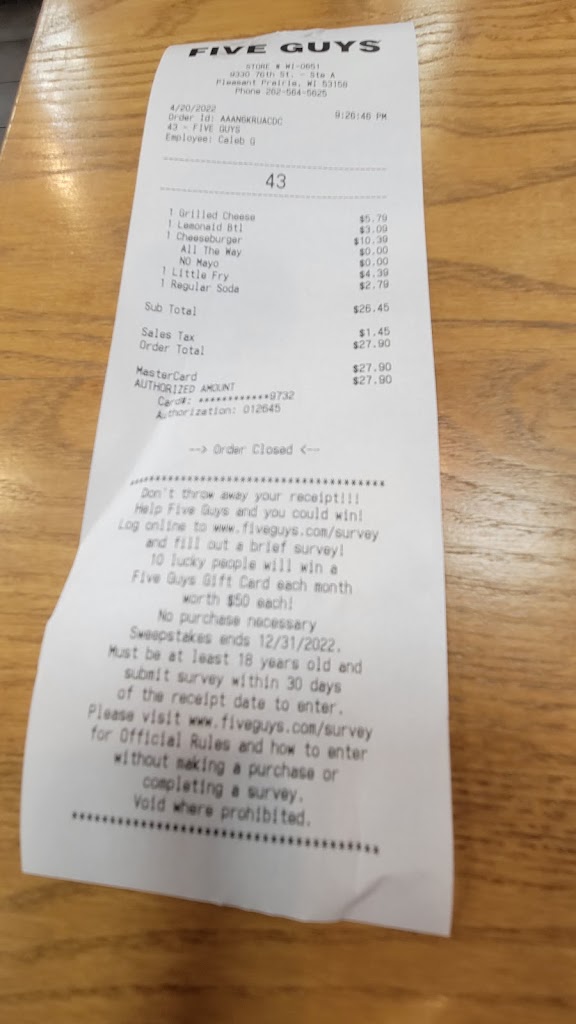 FIVE GUYS
STORE # WI-0651
9330 76th St. - Ste A
Pleasant Prairie, WI 53158
Phone 262-564-5625
4/20/2022 9:26:46 PM
Order Id: AAANGKRUACDC
43 - FIVE GUYS
Employee: Caleb G
43
1 Grilled Cheese $5.79
1 Lemonaid Btl $3.09
1 Cheeseburger $10.39
All The Way $0.00
NO Mayo $0.00
1 Little Fry $4.39
1 Regular Soda $2.79
Sub Total $26.45
Sales Tax $1.45
Order Total $27.90
MasterCard $27.90
AUTHORIZED AMOUNT $27.90
Card#: ************9732
Authorization: 012645
--> Order Closed <--
Don't throw away your receipt!!!
Help Five Guys and you could win!
Log online to www.fiveguys.com/survey
and fill out a brief survey!
10 lucky people will win a
Five Guys Gift Card each month
worth $50 each!
No purchase necessary
Sweepstakes ends 12/31/2022.
Must be at least 18 years old and
submit survey within 30 days
of the receipt date to enter.
Please visit www.fiveguys.com/survey
for Official Rules and how to enter
without making a purchase or
completing a survey.
Void where prohibited.